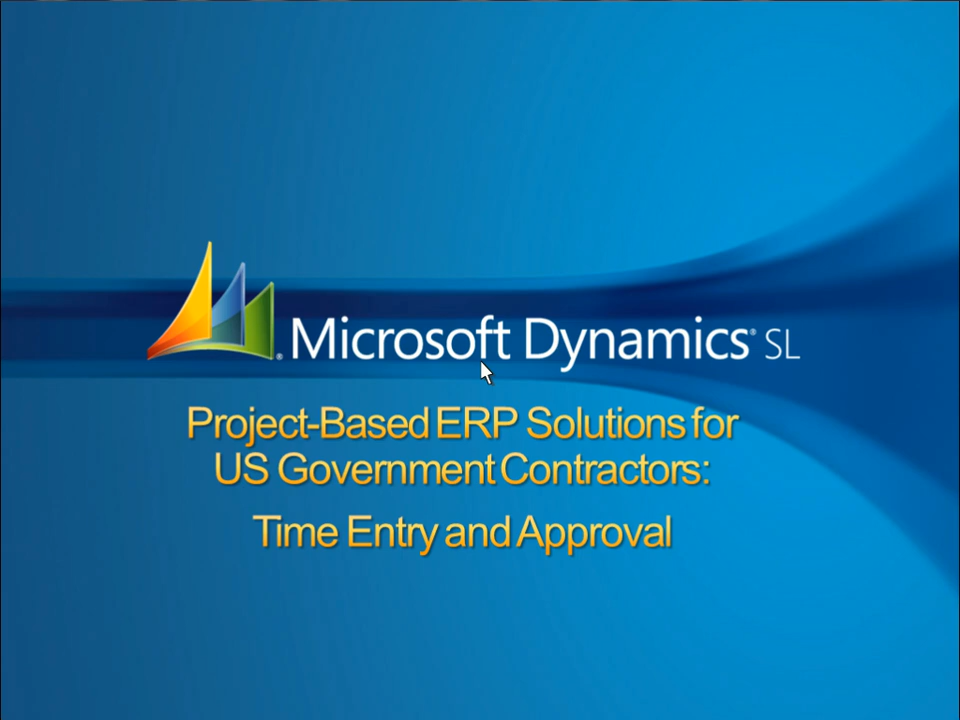 Microsoft Dynamics® SL
Project-Based ERP Solutions for
US Government Contractors:
Time Entry and Approval